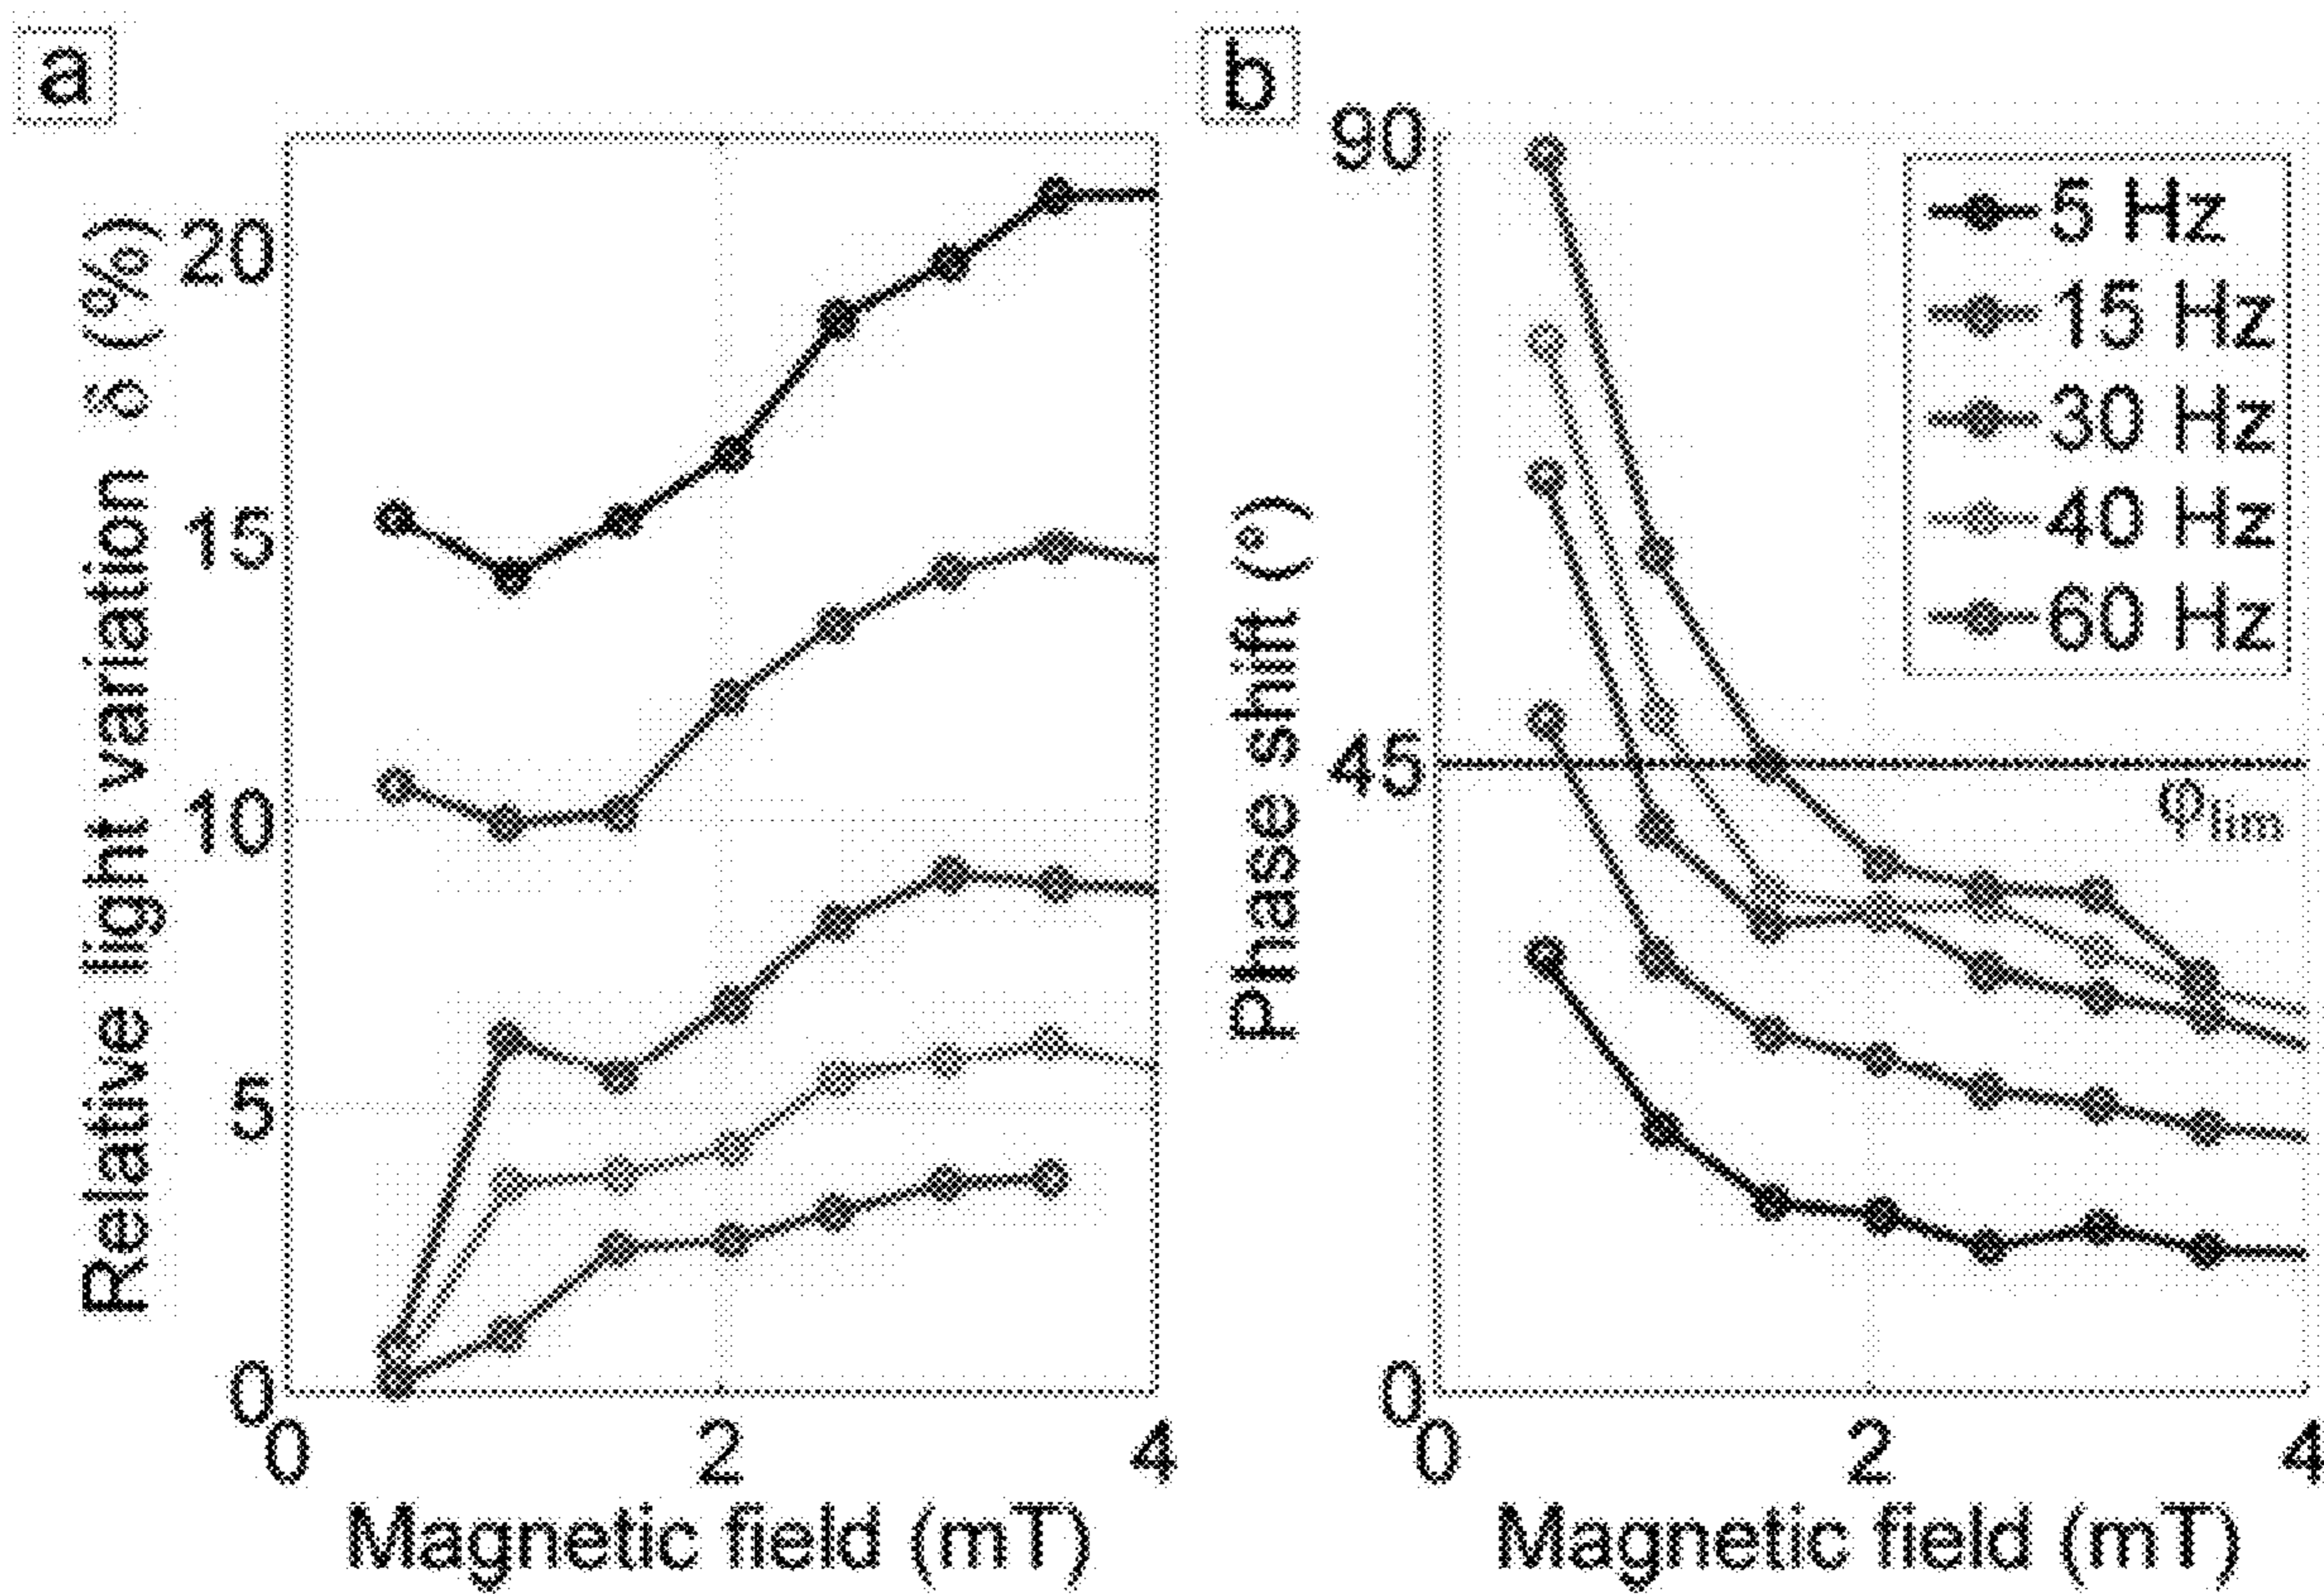 a
Relative light variation δ (%)
20
15
10
5
0
0
2
4
Magnetic field (mT)
b
Phase shift (°)
90
45
0
0
2
4
Magnetic field (mT)
5 Hz
15 Hz
30 Hz
40 Hz
60 Hz
φlim